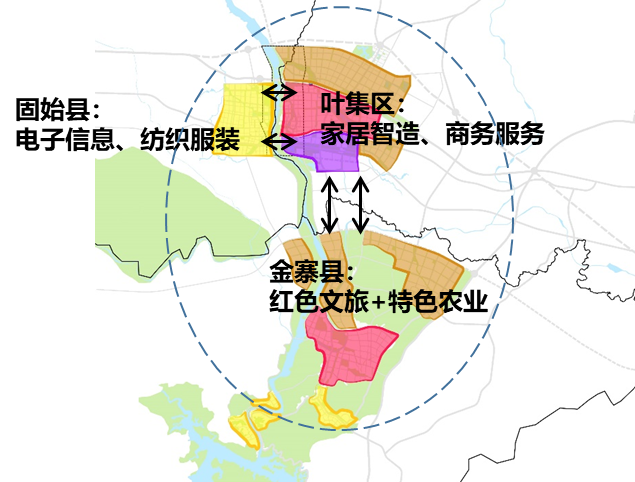 固始县：
电子信息、纺织服装
叶集区：
家居智造、商务服务
金寨县：
红色文旅+特色农业